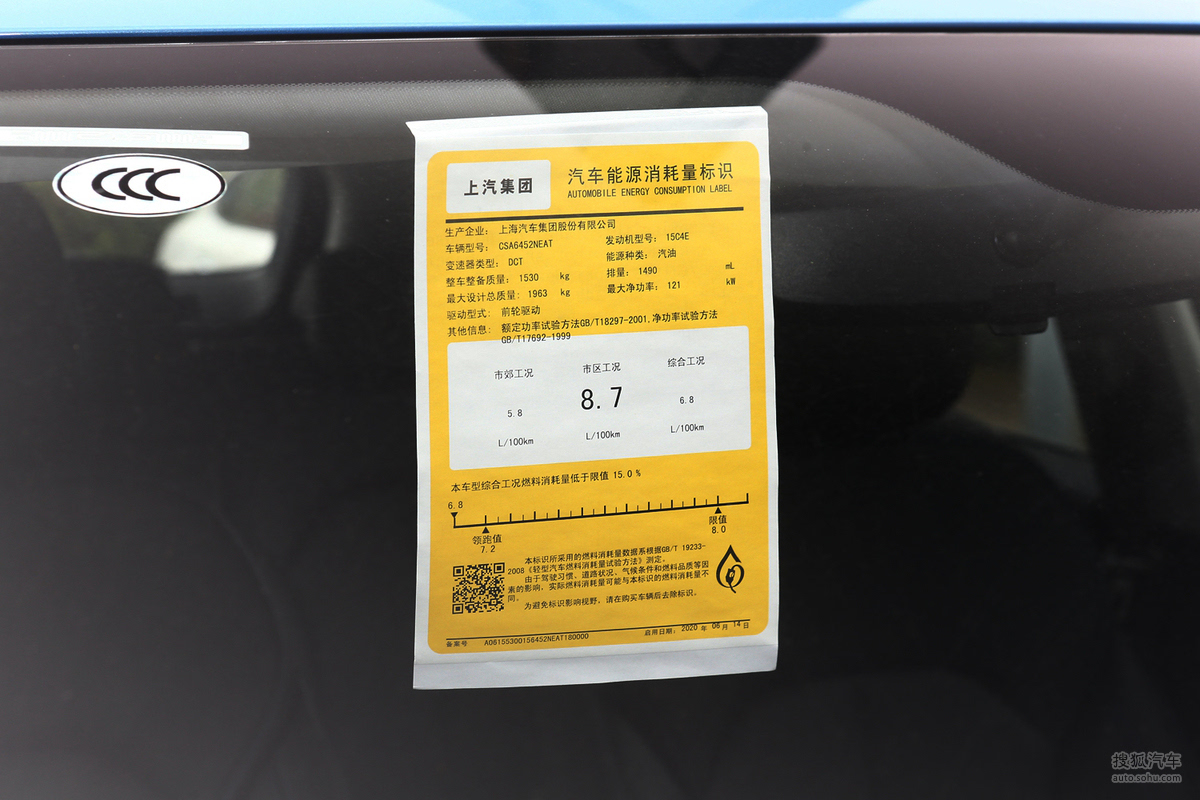 CCC
上汽集团
汽车能源消耗量标识
AUTOMOBILE ENERGY CONSUMPTION LABEL
生产企业: 上海汽车集团股份有限公司
车辆型号: CSA6452NEAT 发动机型号: 15C4E
变速器类型: DCT 能源种类: 汽油
整车整备质量: 1530 kg 排量: 1490 mL
最大设计总质量: 1963 kg 最大净功率: 121 kW
驱动型式: 前轮驱动
其他信息: 额定功率试验方法GB/T18297-2001,净功率试验方法
GB/T17692-1999
市郊工况 市区工况 综合工况
5.8 8.7 6.8
L/100km L/100km L/100km
本车型综合工况燃料消耗量低于限值 15.0 %
6.8
领跑值 限值
7.2 8.0
本标识所采用的燃料消耗量数据系根据GB/T 19233-
2008《轻型汽车燃料消耗量试验方法》测定。
由于驾驶习惯、道路状况、气候条件和燃料品质等因
素的影响,实际燃料消耗量可能与本标识的燃料消耗量不
同。
为避免标识影响视野,请在购买车辆后去除标识。
备案号 A06155300156452NEAT180000 启用日期: 2020 年 06 月 14 日
搜狐汽车
auto.sohu.com